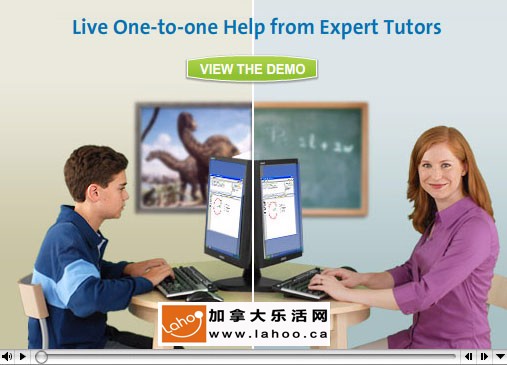 Live One-to-one Help from Expert Tutors
VIEW THE DEMO
Lahoo
加拿大乐活网
www.lahoo.ca